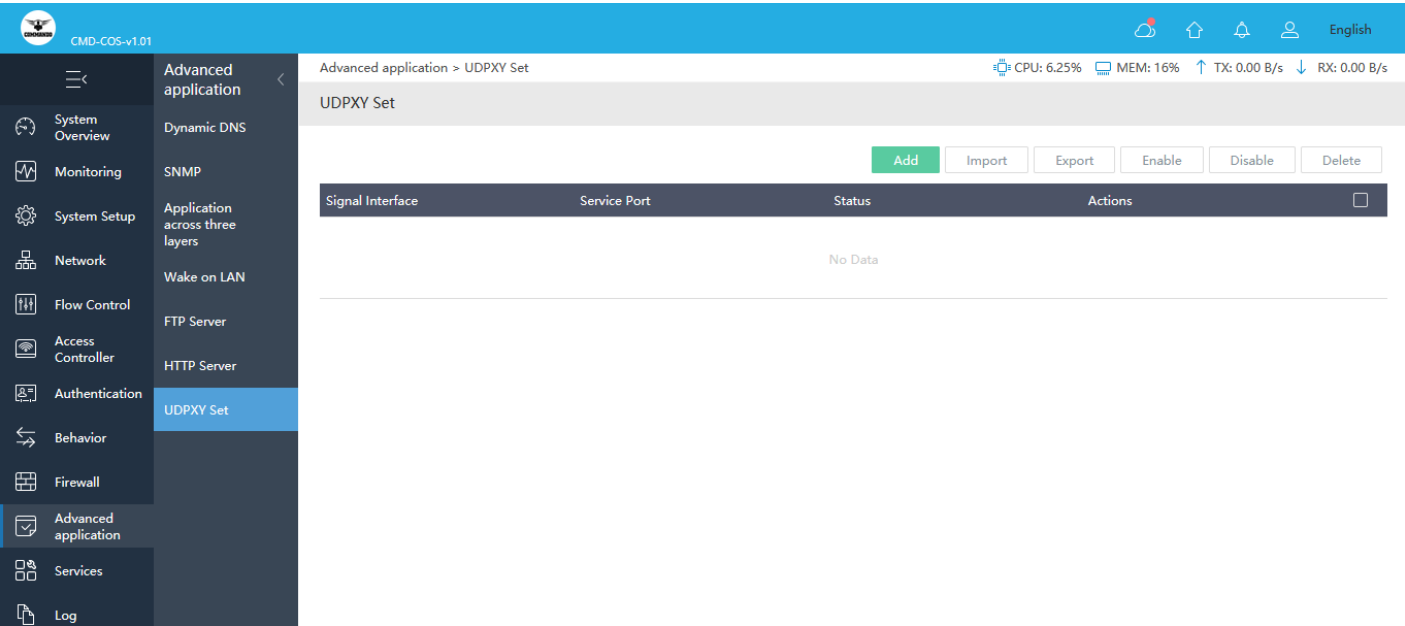 COMMANDO
CMD-COS-v1.01
English
Advanced
application
Advanced application > UDPXY Set
CPU: 6.25%
MEM: 16%
TX: 0.00 B/s
RX: 0.00 B/s
UDPXY Set
System
Overview
Monitoring
System Setup
Network
Flow Control
Access
Controller
Authentication
Behavior
Firewall
Advanced
application
Services
Log
Dynamic DNS
SNMP
Application
across three
layers
Wake on LAN
FTP Server
HTTP Server
UDPXY Set
Add
Import
Export
Enable
Disable
Delete
Signal Interface
Service Port
Status
Actions
No Data